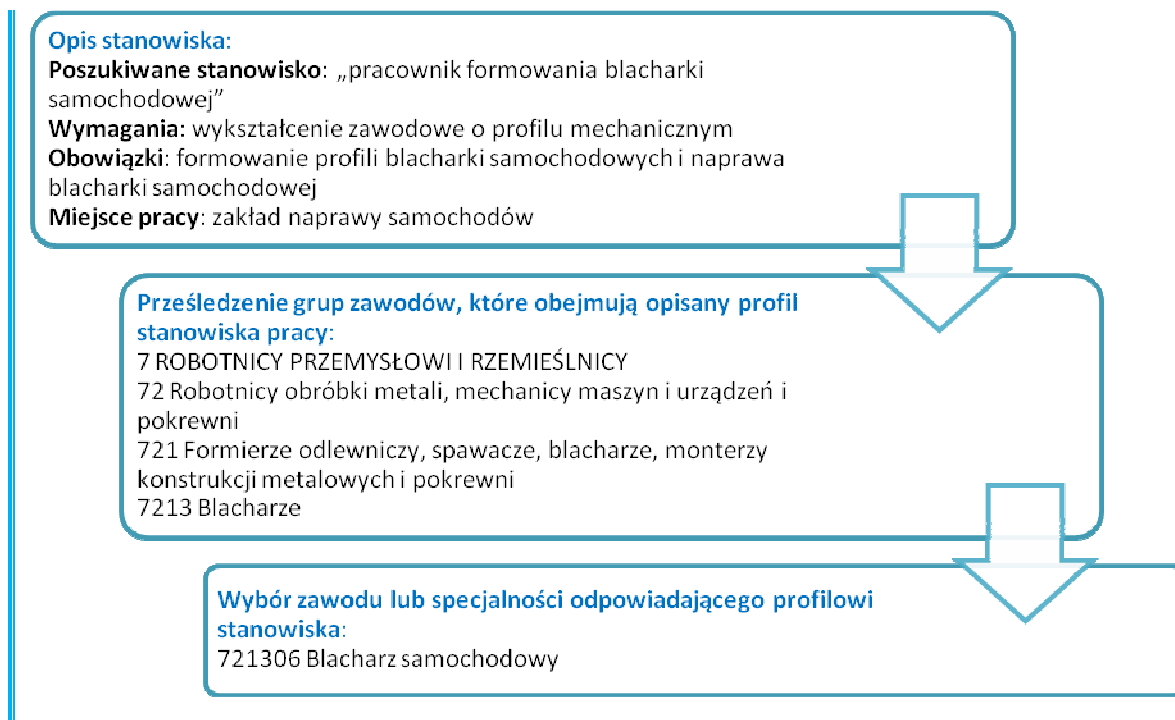 Opis stanowiska:
Poszukiwane stanowisko: „pracownik formowania blacharki
samochodowej”
Wymagania: wykształcenie zawodowe o profilu mechanicznym
Obowiązki: formowanie profili blacharki samochodowych i naprawa
blacharki samochodowej
Miejsce pracy: zakład naprawy samochodów
Prześledzenie grup zawodów, które obejmują opisany profil
stanowiska pracy:
7 ROBOTNICY PRZEMYSŁOWI I RZEMIEŚLNICY
72 Robotnicy obróbki metali, mechanicy maszyn i urządzeń i
pokrewni
721 Formierze odlewniczy, spawacze, blacharze, monterzy
konstrukcji metalowych i pokrewni
7213 Blacharze
Wybór zawodu lub specjalności odpowiadającego profilowi
stanowiska:
721306 Blacharz samochodowy